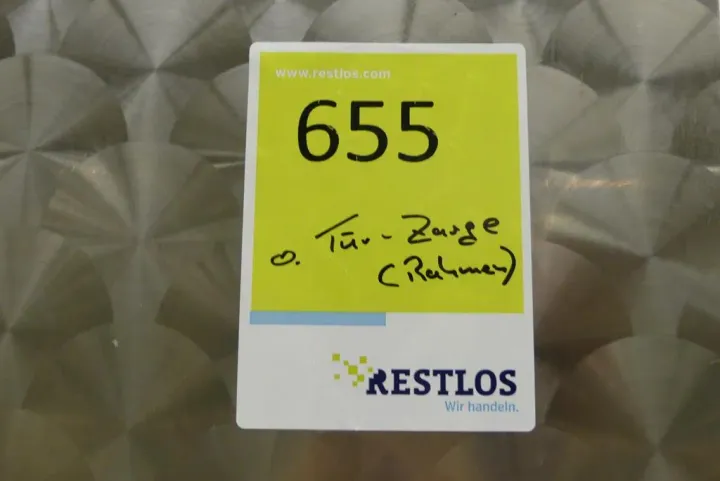 www.restlos.com
655
o. Tür-Zarge
(Rahmen)
RESTLOS
Wir handeln.